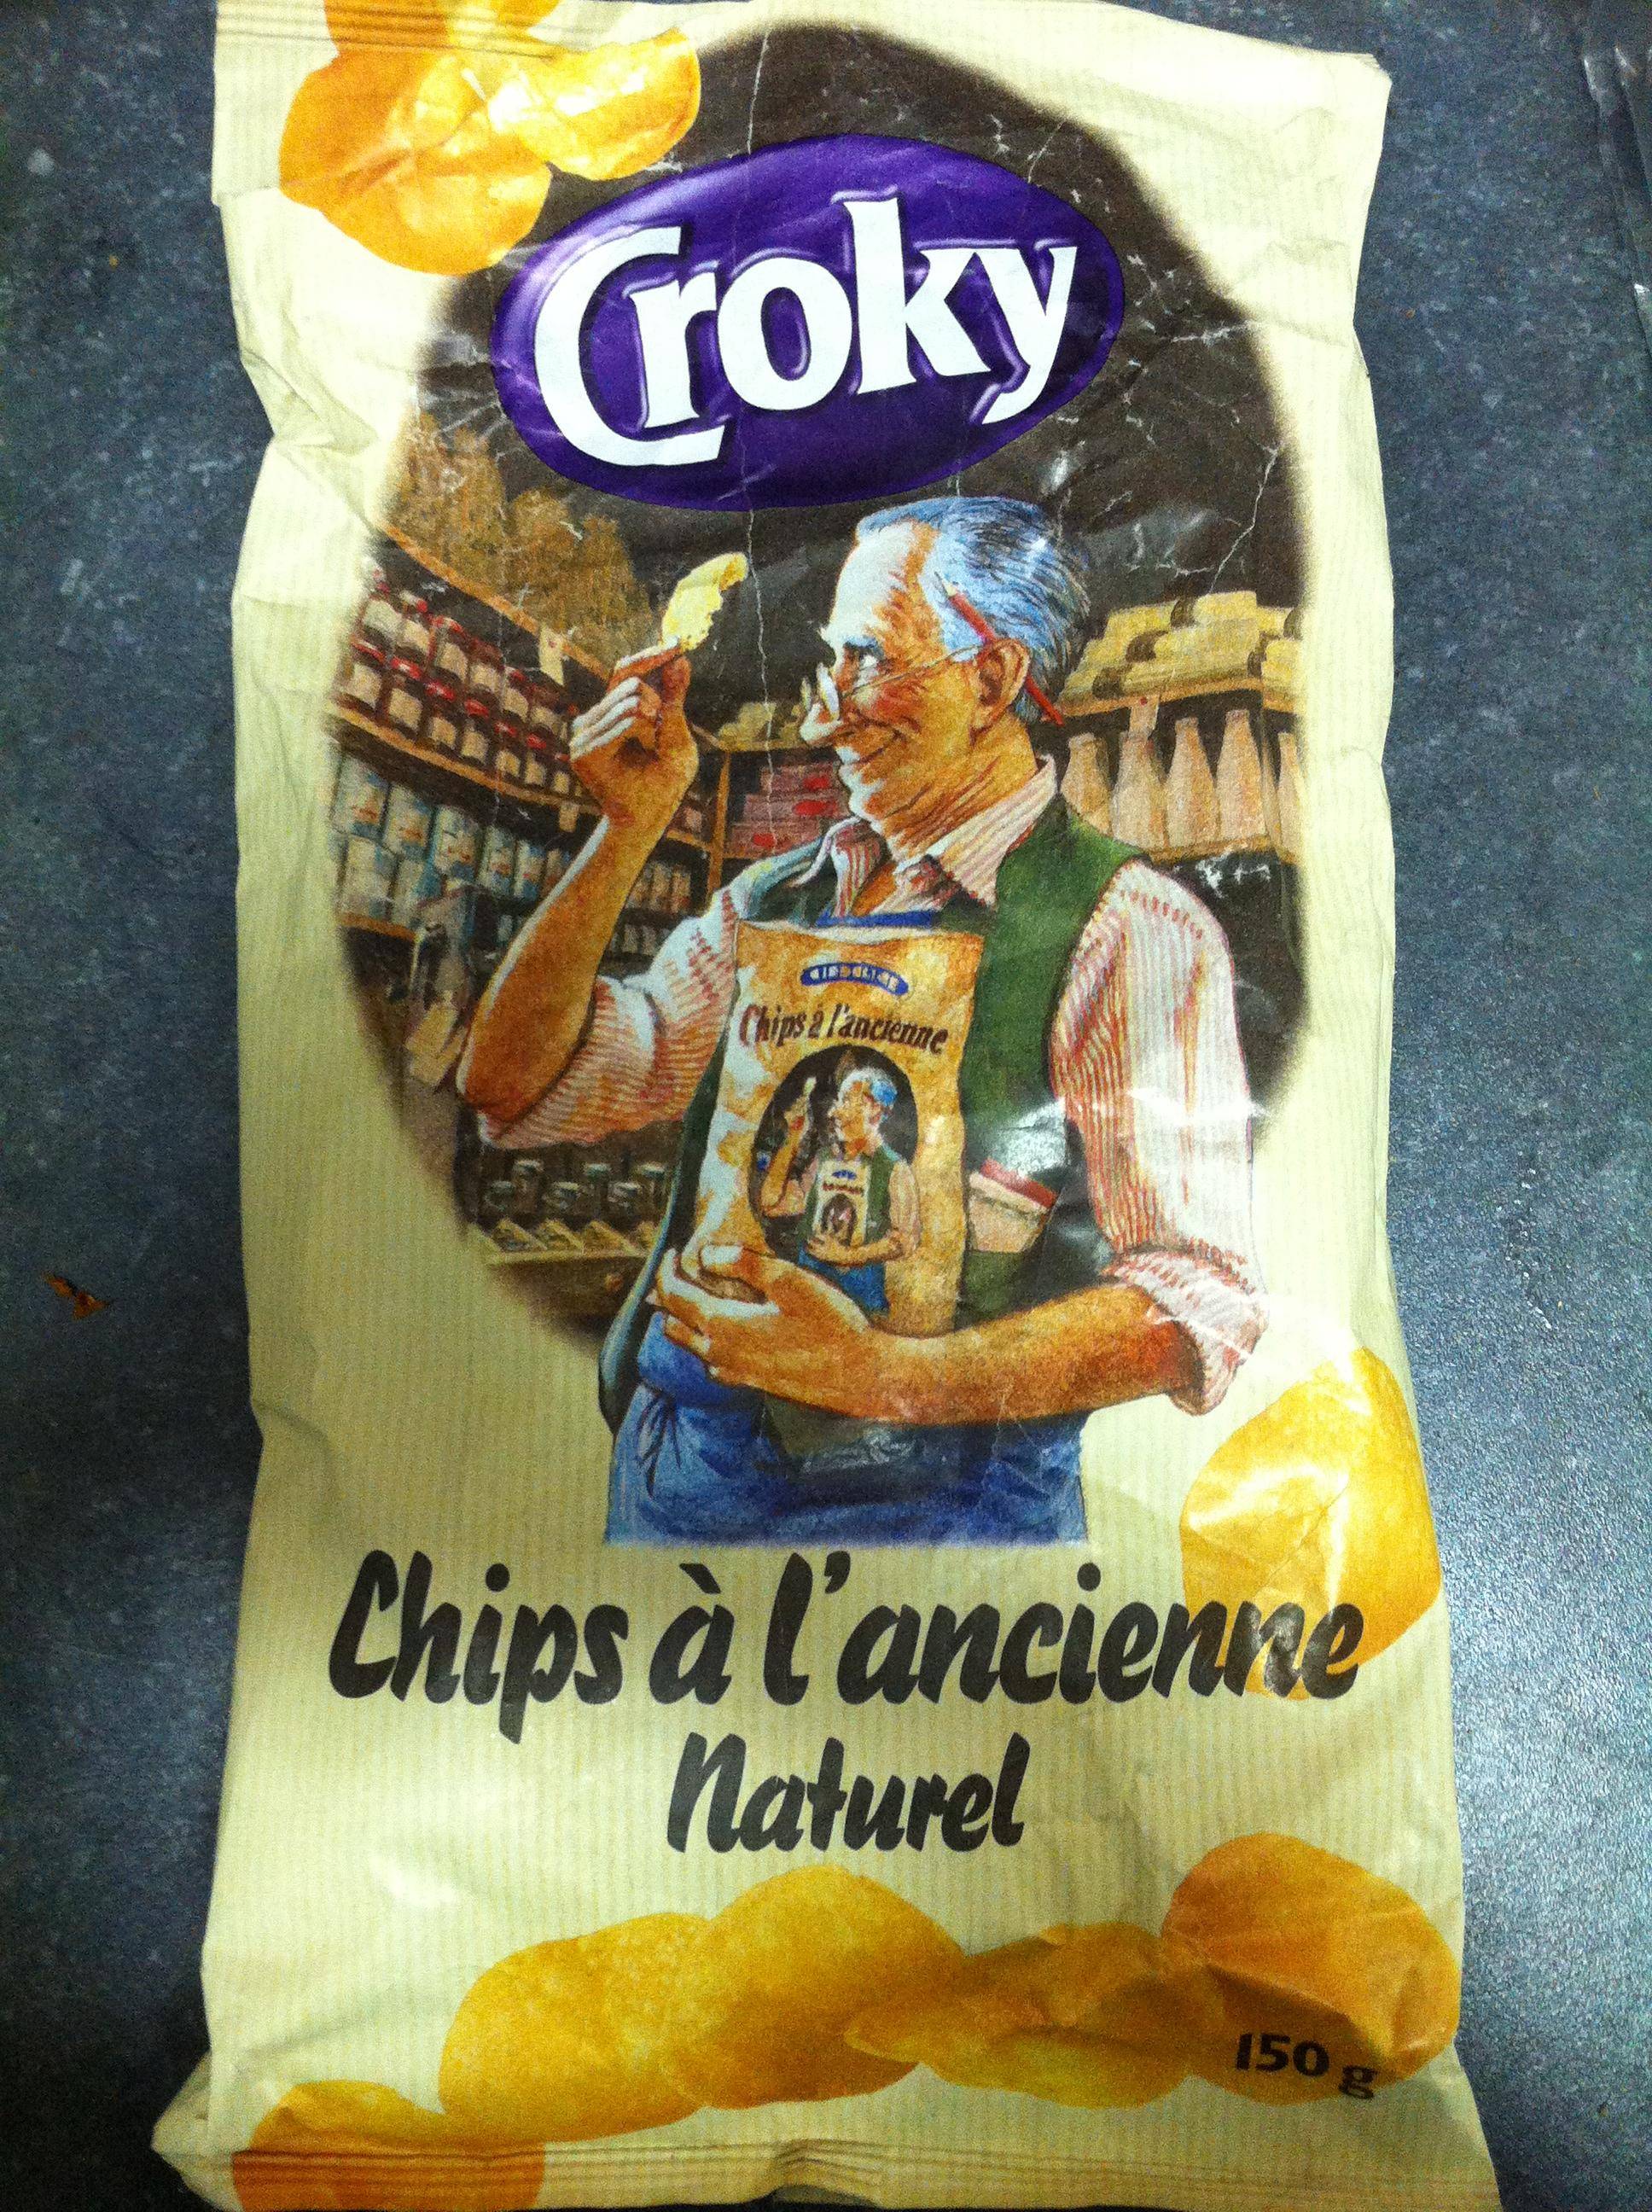 Croky
Chips à l'ancienne
Chips à l'ancienne
Naturel
150 g